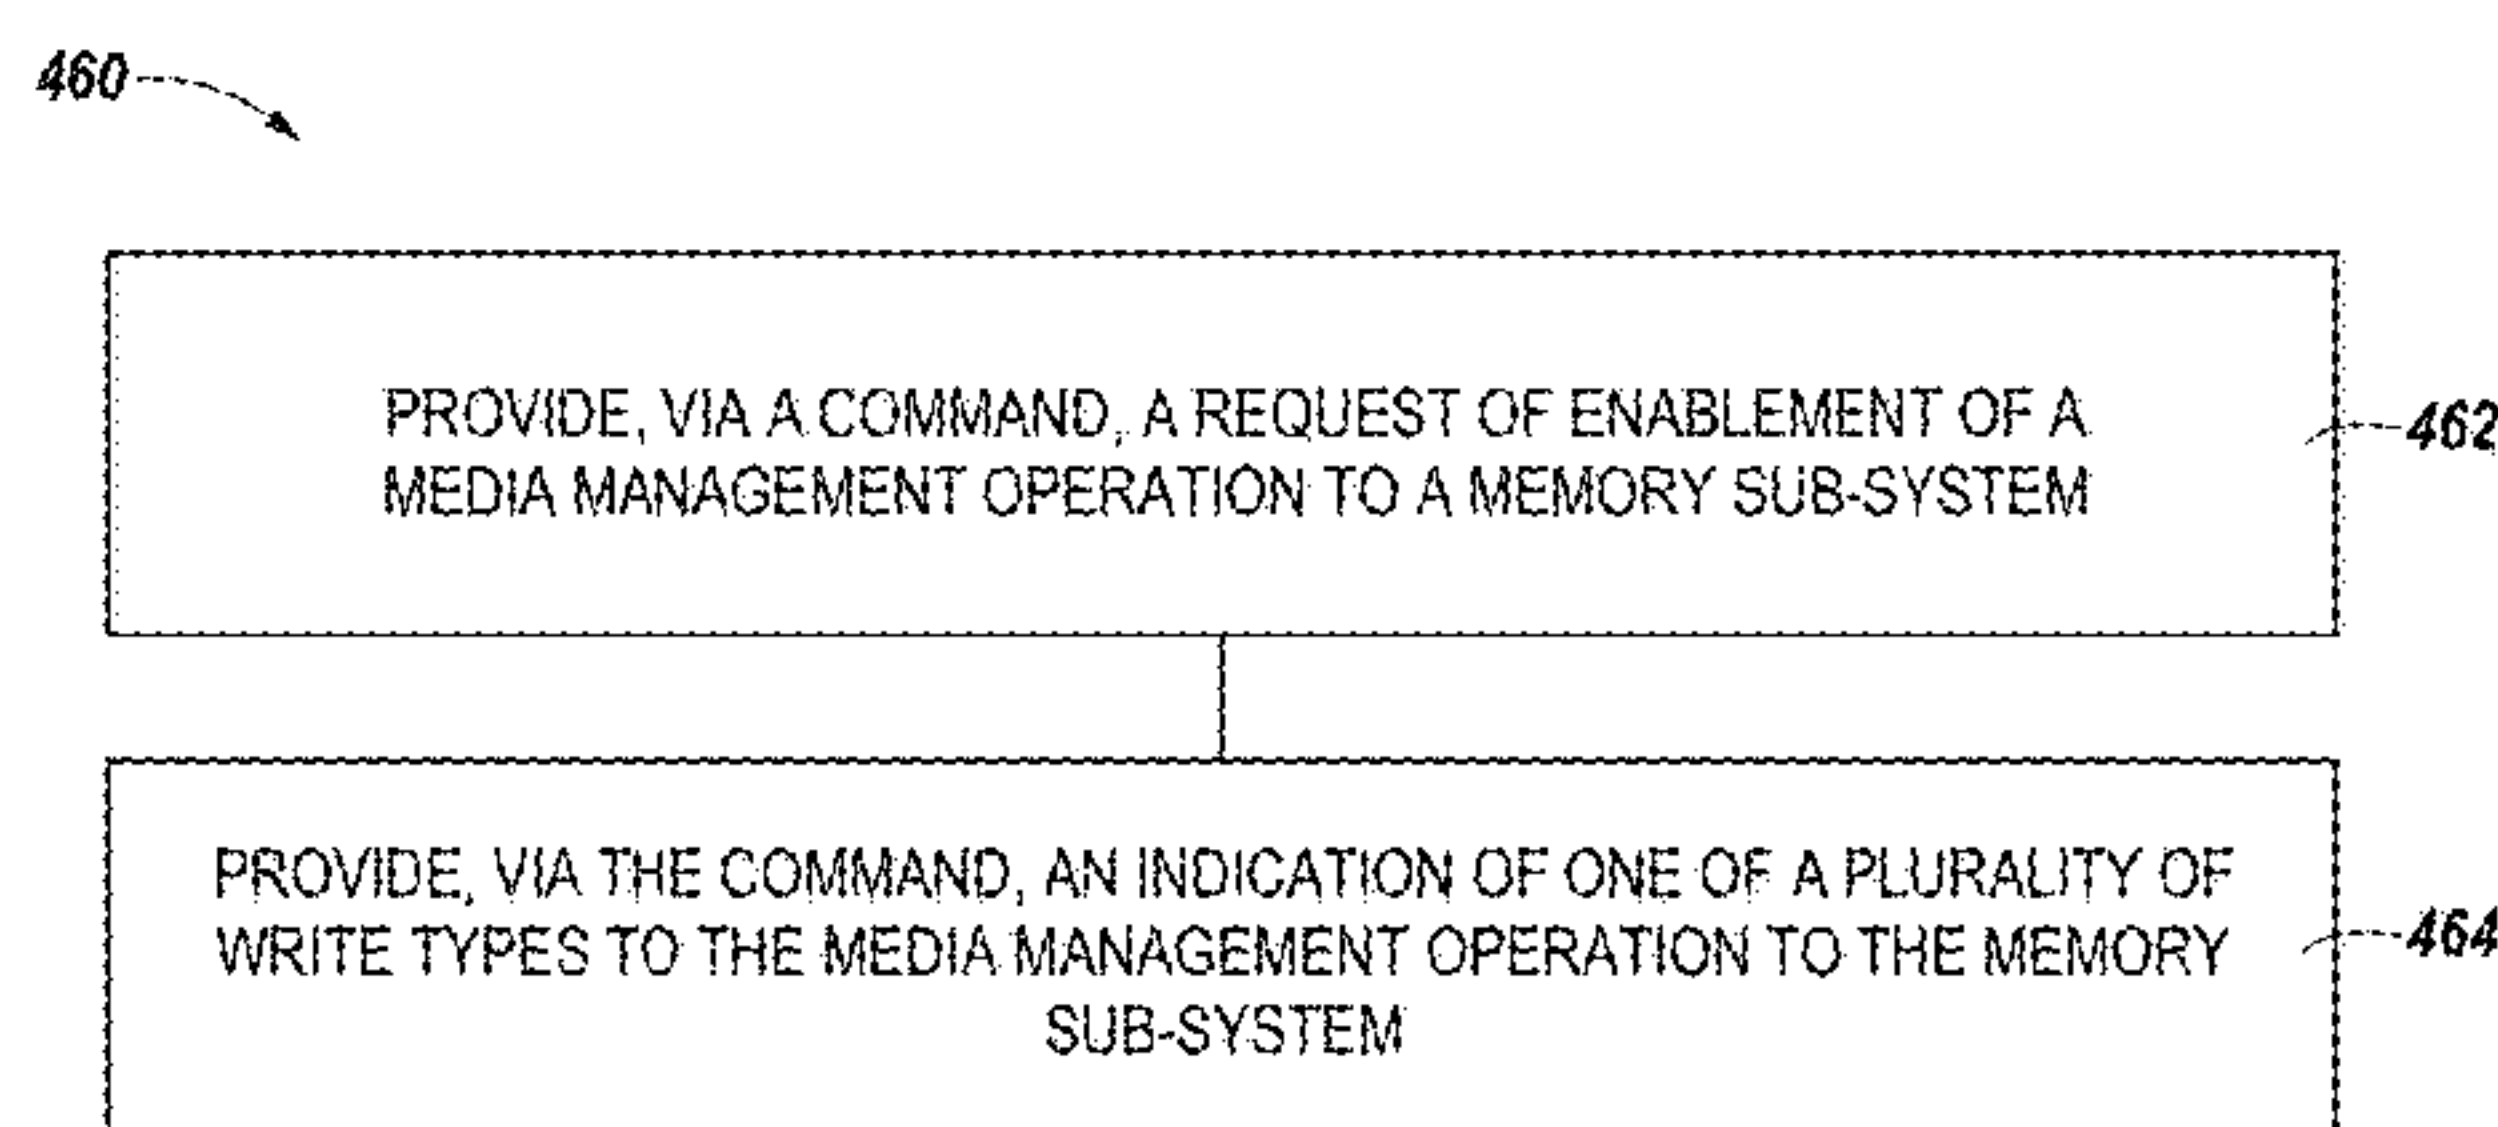 460
PROVIDE, VIA A COMMAND, A REQUEST OF ENABLEMENT OF A
MEDIA MANAGEMENT OPERATION TO A MEMORY SUB-SYSTEM
462
PROVIDE, VIA THE COMMAND, AN INDICATION OF ONE OF A PLURALITY OF
WRITE TYPES TO THE MEDIA MANAGEMENT OPERATION TO THE MEMORY
SUB-SYSTEM
464